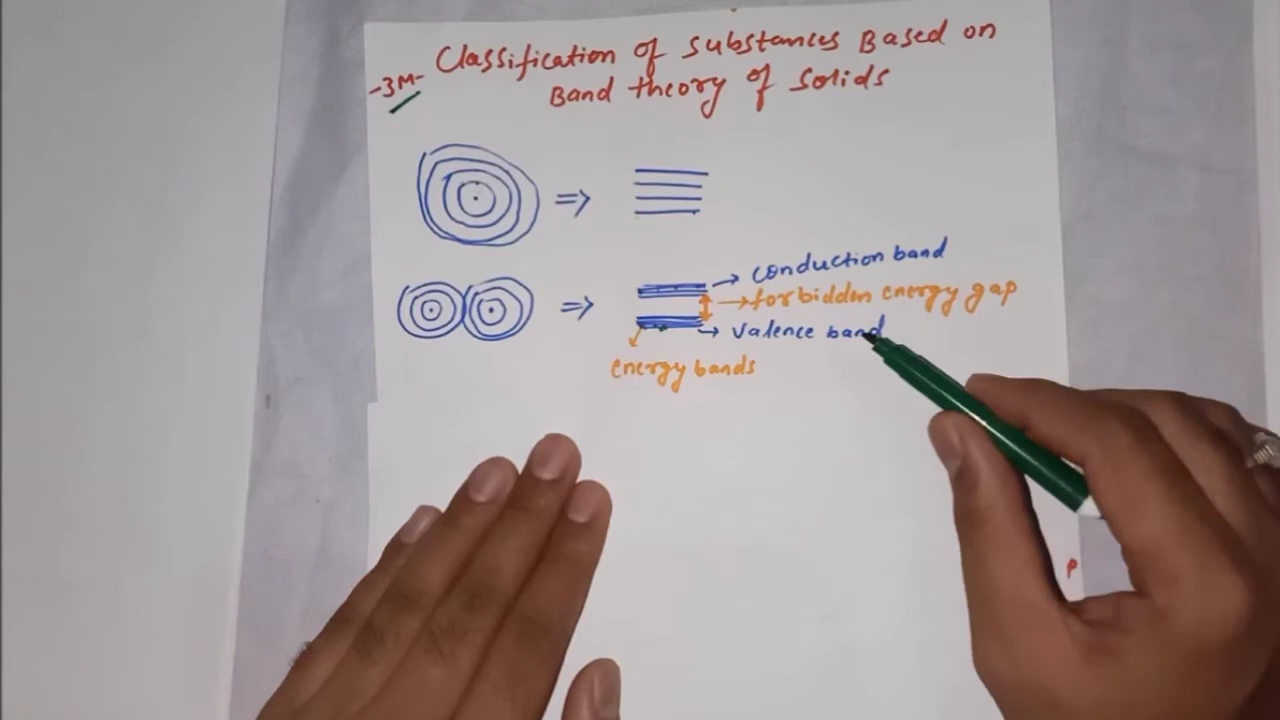 Classification of Substances Based on
-3M-
Band theory of Solids
⇒
→ Conduction band
⇒
→ forbidden energy gap
→ Valence band
energy bands
P